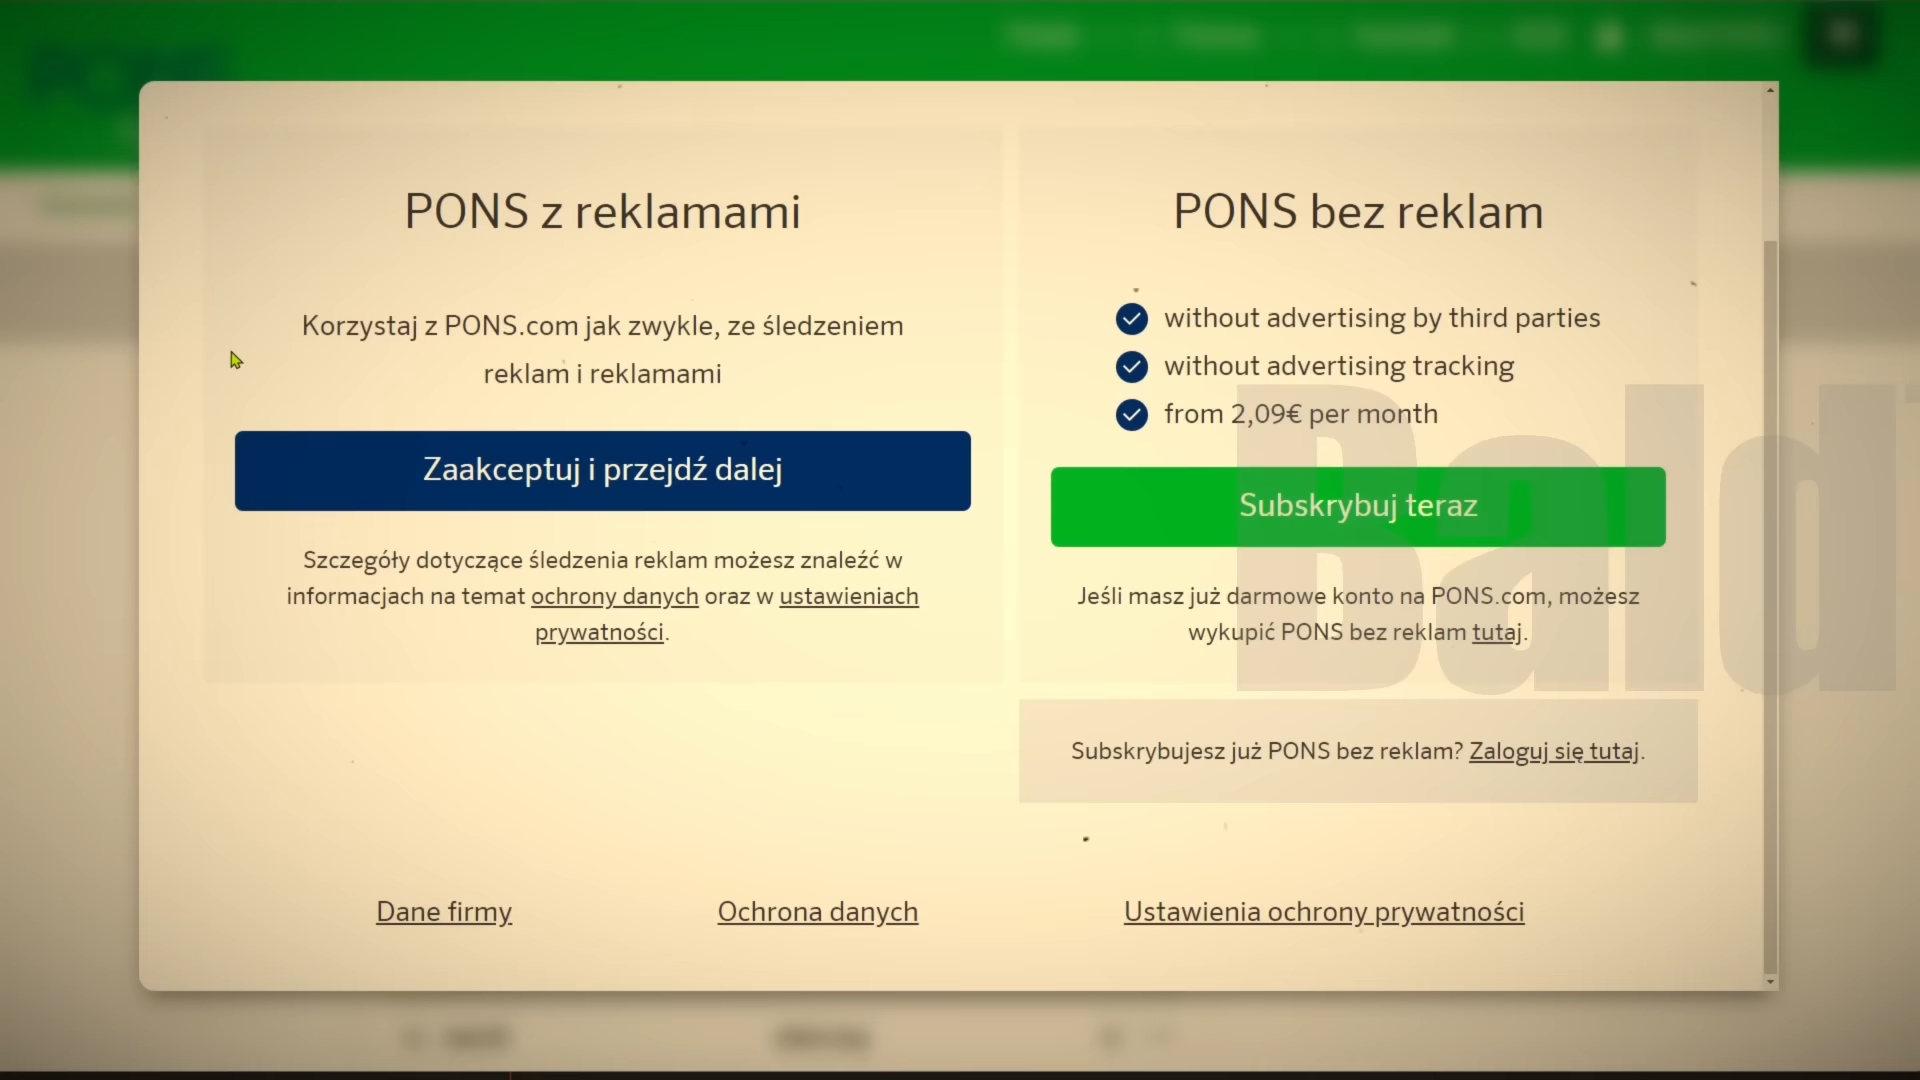 PONS z reklamami
Korzystaj z PONS.com jak zwykle, ze śledzeniem
reklam i reklamami
Zaakceptuj i przejdź dalej
Szczegóły dotyczące śledzenia reklam możesz znaleźć w
informacjach na temat ochrony danych oraz w ustawieniach
prywatności.
PONS bez reklam
without advertising by third parties
without advertising tracking
from 2,09€ per month
Subskrybuj teraz
Jeśli masz już darmowe konto na PONS.com, możesz
wykupić PONS bez reklam tutaj.
Subskrybujesz już PONS bez reklam? Zaloguj się tutaj.
Dane firmy
Ochrona danych
Ustawienia ochrony prywatności
Bald